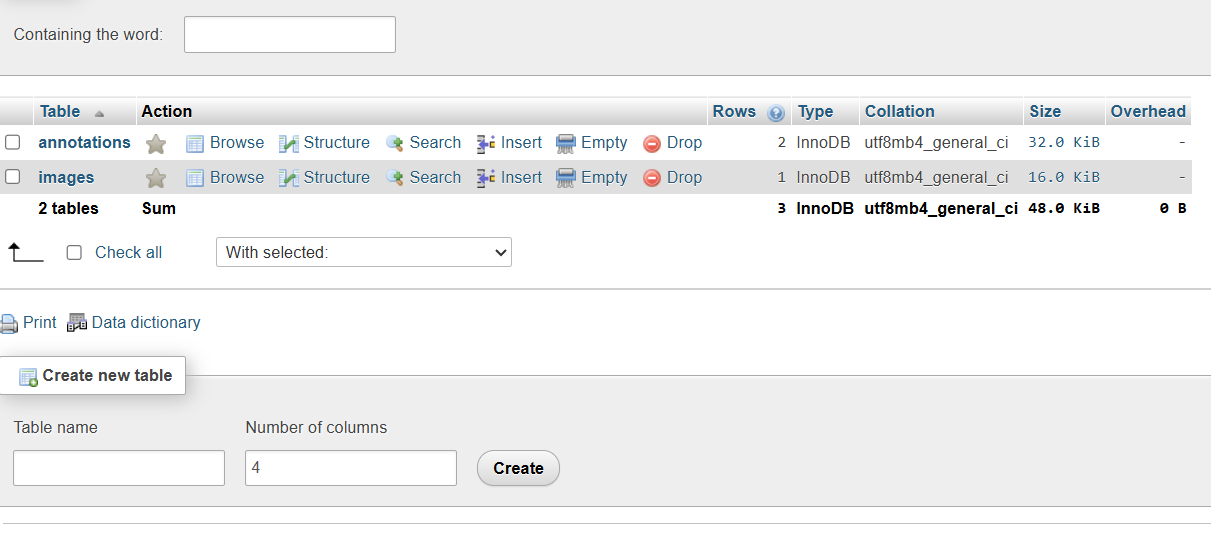 Containing the word:
Table Action Rows Type Collation Size Overhead
annotations Browse Structure Search Insert Empty Drop 2 InnoDB utf8mb4_general_ci 32.0 KiB -
images Browse Structure Search Insert Empty Drop 1 InnoDB utf8mb4_general_ci 16.0 KiB -
2 tables Sum 3 InnoDB utf8mb4_general_ci 48.0 KiB 0 B
Check all With selected:
Print Data dictionary
Create new table
Table name Number of columns
4 Create